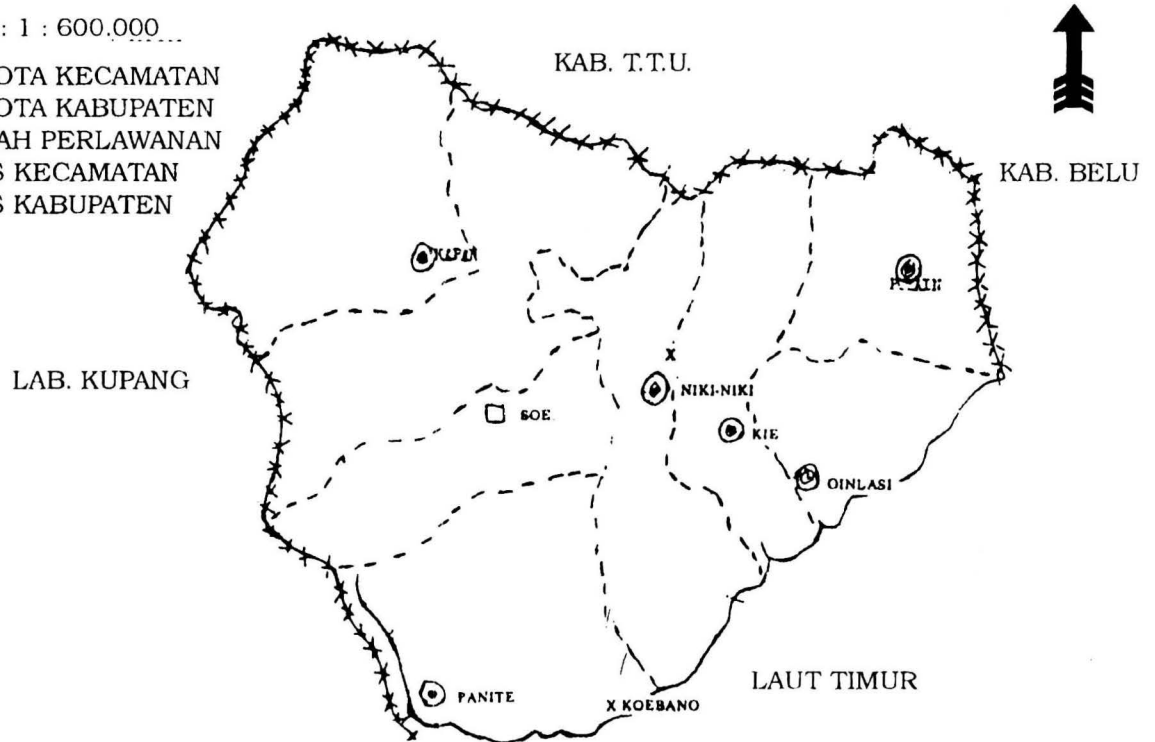 : 1 : 600.000
OTA KECAMATAN
OTA KABUPATEN
AH PERLAWANAN
S KECAMATAN
S KABUPATEN
KAB. T.T.U.
KAB. BELU
KAPAN
LAB. KUPANG
X
NIKI-NIKI
SOE
KIE
OINLASI
LAUT TIMUR
PANITE
X KOEBANO